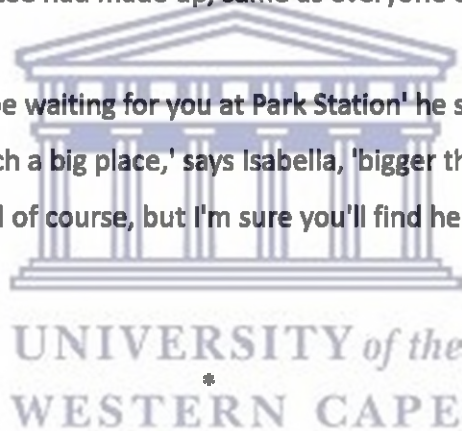 had made up, same as everyone
waiting for you at Park Station' he s
a big place,' says Isabella, 'bigger th
of course, but I'm sure you'll find he
UNIVERSITY of the
*
WESTERN CAPE